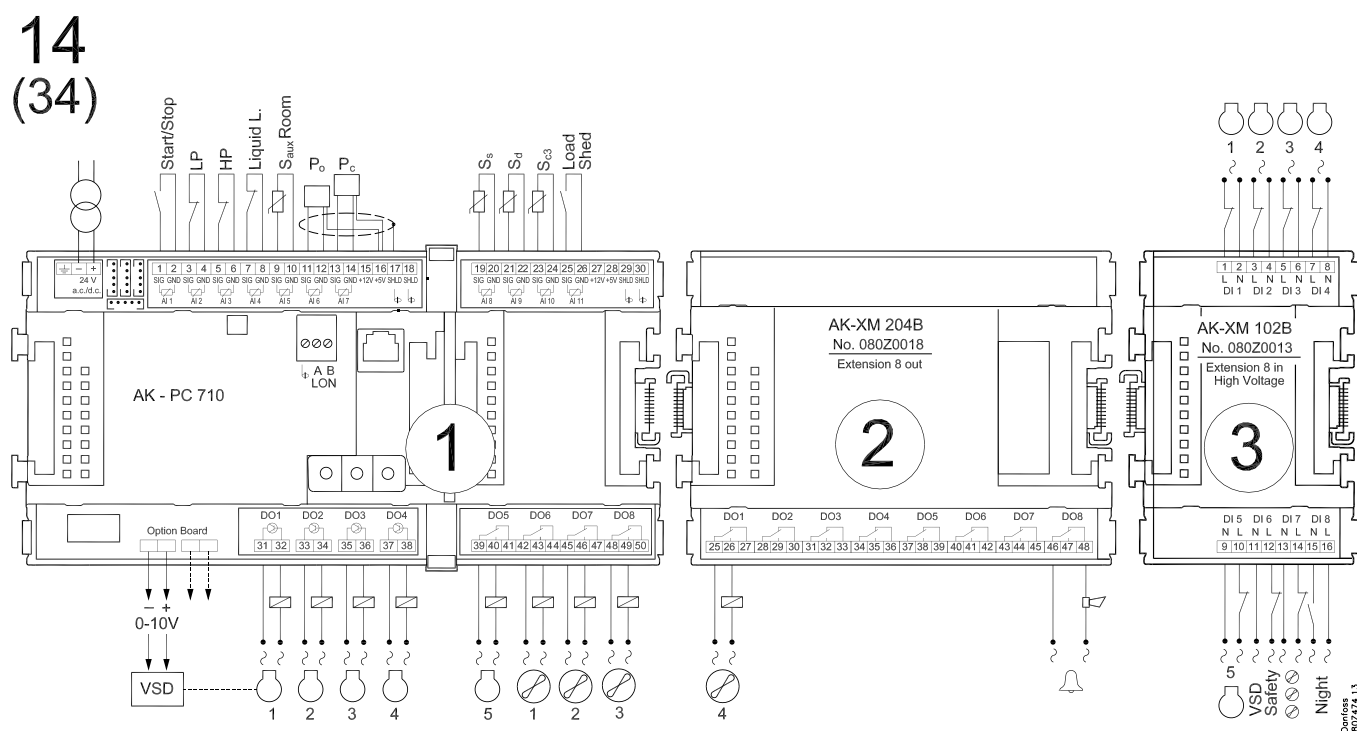 14
(34)
Start/Stop
LP
HP
Liquid L.
Saux Room
Po
Pc
Ss
Sd
Sc3
Load
Shed
1 2 3 4
− +
24 V
a.c./d.c.
1 2 3 4 5 6 7 8 9 10 11 12 13 14 15 16 17 18
SIG GND SIG GND SIG GND SIG GND SIG GND SIG GND SIG GND +12V +5V SHLD SHLD
AI 1 AI 2 AI 3 AI 4 AI 5 AI 6 AI 7
19 20 21 22 23 24 25 26 27 28 29 30
SIG GND SIG GND SIG GND SIG GND +12V +5V SHLD SHLD
AI 8 AI 9 AI 10 AI 11
1 2 3 4 5 6 7 8
L N L N L N L N
DI 1 DI 2 DI 3 DI 4
AK - PC 710
A B
LON
1
AK-XM 204B
No. 080Z0018
Extension 8 out
2
AK-XM 102B
No. 080Z0013
Extension 8 in
High Voltage
3
Option Board
DO1 DO2 DO3 DO4
31 32 33 34 35 36 37 38
DO5 DO6 DO7 DO8
39 40 41 42 43 44 45 46 47 48 49 50
DO1 DO2 DO3 DO4 DO5 DO6 DO7 DO8
25 26 27 28 29 30 31 32 33 34 35 36 37 38 39 40 41 42 43 44 45 46 47 48
DI 5 DI 6 DI 7 DI 8
N L N L N L N L
9 10 11 12 13 14 15 16
− +
0-10V
VSD
1 2 3 4
5 1 2 3
4
5
VSD
Safety
Night
Danfoss
80Z474.13